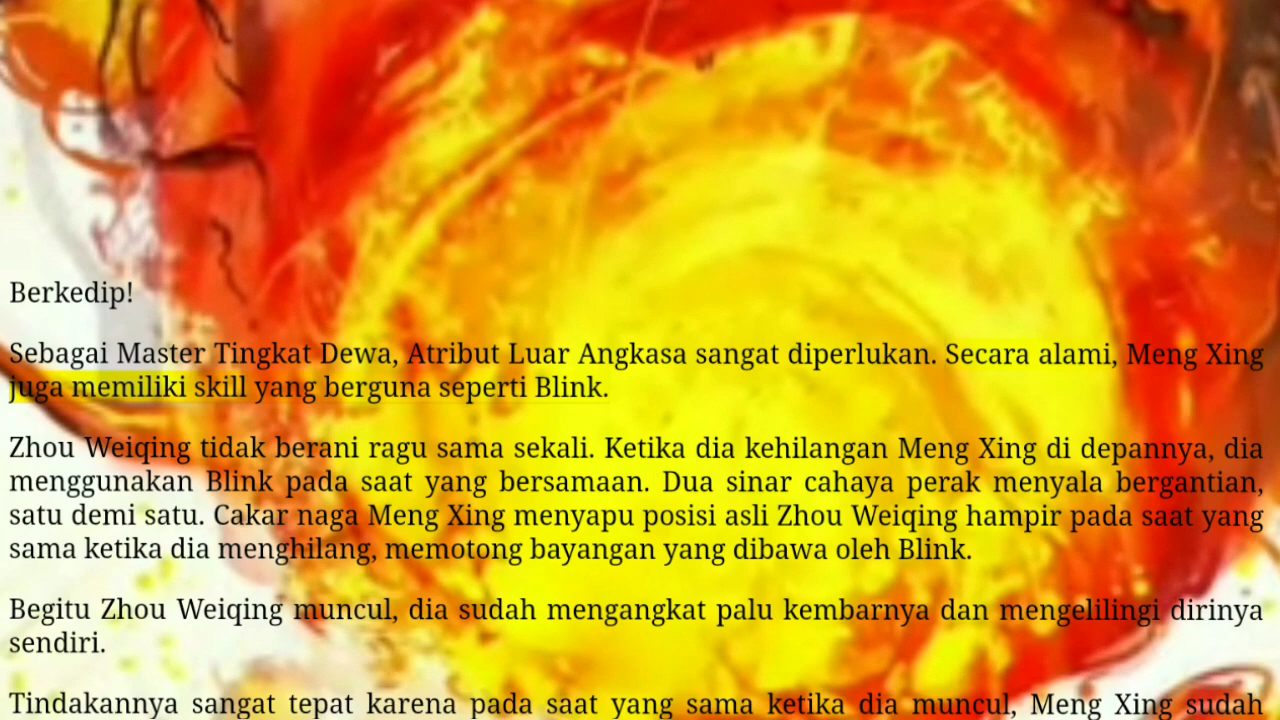 Berkedip!
Sebagai Master Tingkat Dewa, Atribut Luar Angkasa sangat diperlukan. Secara alami, Meng Xing
juga memiliki skill yang berguna seperti Blink.
Zhou Weiqing tidak berani ragu sama sekali. Ketika dia kehilangan Meng Xing di depannya, dia
menggunakan Blink pada saat yang bersamaan. Dua sinar cahaya perak menyala bergantian,
satu demi satu. Cakar naga Meng Xing menyapu posisi asli Zhou Weiqing hampir pada saat yang
sama ketika dia menghilang, memotong bayangan yang dibawa oleh Blink.
Begitu Zhou Weiqing muncul, dia sudah mengangkat palu kembarnya dan mengelilingi dirinya
sendiri.
Tindakannya sangat tepat karena pada saat yang sama ketika dia muncul, Meng Xing sudah